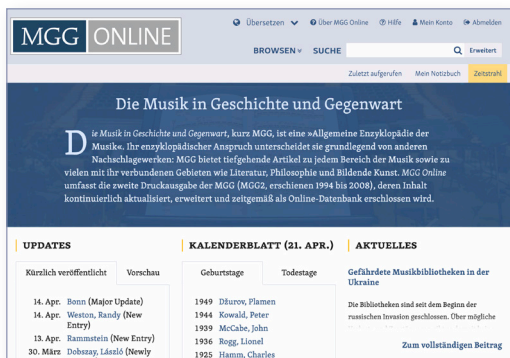 MGG ONLINE
Übersetzen Über MGG Online Hilfe Mein Konto Abmelden
BROWSEN SUCHE Erweitert
Zuletzt aufgerufen Mein Notizbuch Zeitstrahl
Die Musik in Geschichte und Gegenwart
Die Musik in Geschichte und Gegenwart, kurz MGG, ist eine »Allgemeine Enzyklopädie der
Musik«. Ihr enzyklopädischer Anspruch unterscheidet sie grundlegend von anderen
Nachschlagewerken: MGG bietet tiefgehende Artikel zu jedem Bereich der Musik sowie zu
vielen mit ihr verbundenen Gebieten wie Literatur, Philosophie und Bildende Kunst. MGG Online
umfasst die zweite Druckausgabe der MGG (MGG2, erschienen 1994 bis 2008), deren Inhalt
kontinuierlich aktualisiert, erweitert und zeitgemäß als Online-Datenbank erschlossen wird.
UPDATES
Kürzlich veröffentlicht Vorschau
14. Apr. Bonn (Major Update)
14. Apr. Weston, Randy (New
Entry)
13. Apr. Rammstein (New Entry)
30. März Dobszay, László (Newly
KALENDERBLATT (21. APR.)
Geburtstage Todestage
1949 Džurov, Plamen
1944 Kowald, Peter
1939 McCabe, John
1936 Rogg, Lionel
1925 Hamm, Charles
AKTUELLES
Gefährdete Musikbibliotheken in der
Ukraine
Die Bibliotheken sind seit dem Beginn der
russischen Invasion geschlossen. Über mögliche
Zum vollständigen Beitrag